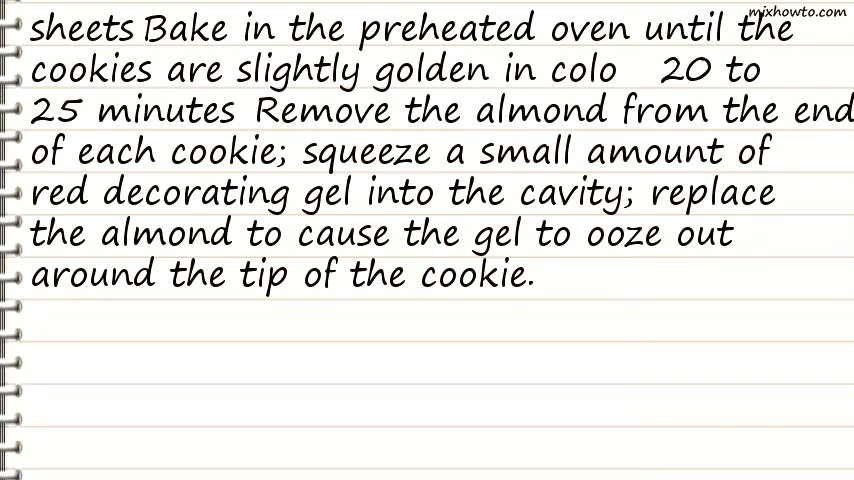 mixhowto.com
sheets Bake in the preheated oven until the
cookies are slightly golden in colo 20 to
25 minutes Remove the almond from the end
of each cookie; squeeze a small amount of
red decorating gel into the cavity; replace
the almond to cause the gel to ooze out
around the tip of the cookie.